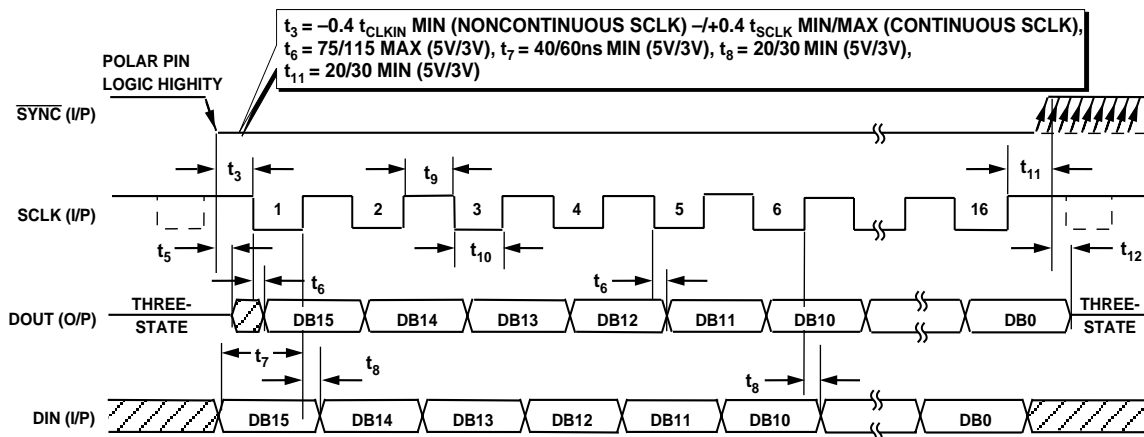 t3 = –0.4 tCLKIN MIN (NONCONTINUOUS SCLK) –/+0.4 tSCLK MIN/MAX (CONTINUOUS SCLK),
t6 = 75/115 MAX (5V/3V), t7 = 40/60ns MIN (5V/3V), t8 = 20/30 MIN (5V/3V),
t11 = 20/30 MIN (5V/3V)
POLAR PIN
LOGIC HIGHITY
SYNC (I/P)
t3 t9 t11
SCLK (I/P) 1 2 3 4 5 6 16
t5 t10 t12
t6 t6
DOUT (O/P) THREE-STATE DB15 DB14 DB13 DB12 DB11 DB10 DB0 THREE-STATE
t7 t8 t8
DIN (I/P) DB15 DB14 DB13 DB12 DB11 DB10 DB0